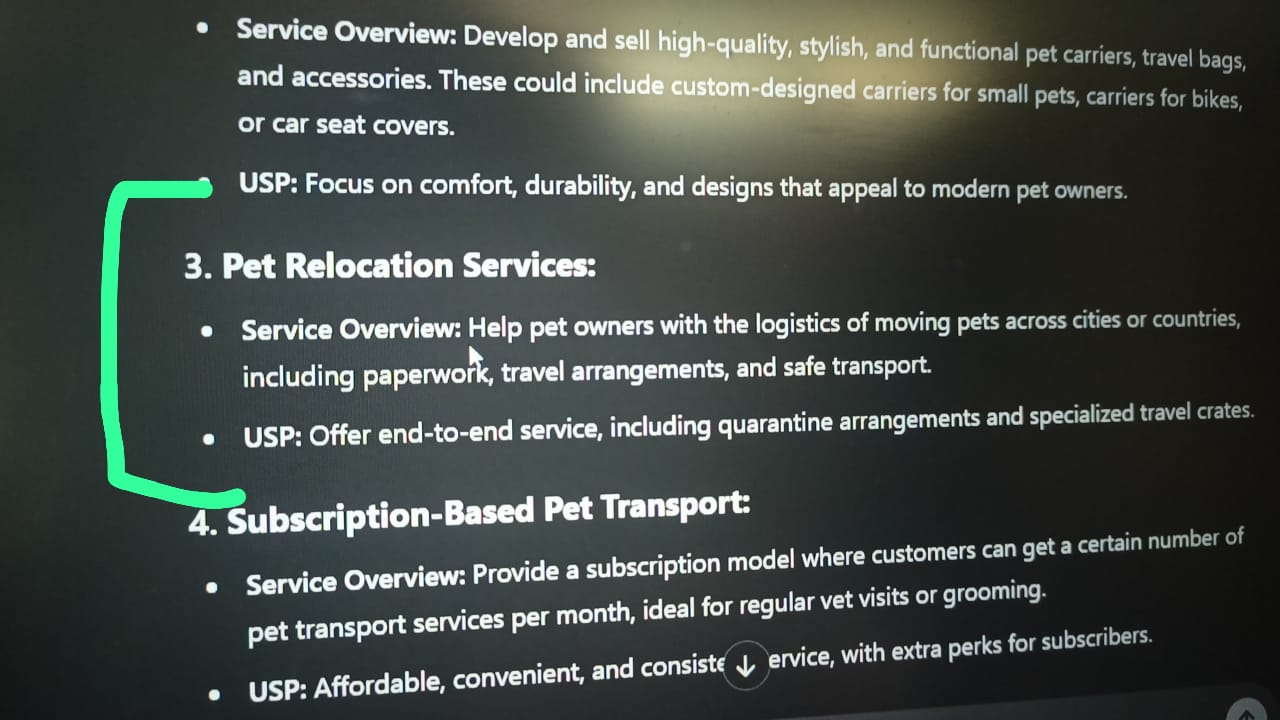 • Service Overview: Develop and sell high-quality, stylish, and functional pet carriers, travel bags,
and accessories. These could include custom-designed carriers for small pets, carriers for bikes,
or car seat covers.
• USP: Focus on comfort, durability, and designs that appeal to modern pet owners.
3. Pet Relocation Services:
• Service Overview: Help pet owners with the logistics of moving pets across cities or countries,
including paperwork, travel arrangements, and safe transport.
• USP: Offer end-to-end service, including quarantine arrangements and specialized travel crates.
4. Subscription-Based Pet Transport:
• Service Overview: Provide a subscription model where customers can get a certain number of
pet transport services per month, ideal for regular vet visits or grooming.
• USP: Affordable, convenient, and consiste ervice, with extra perks for subscribers.